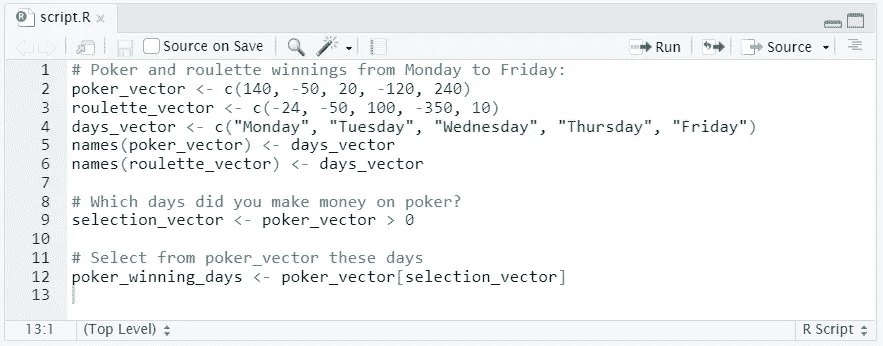 script.R
Source on Save
Run
Source
1 # Poker and roulette winnings from Monday to Friday:
2 poker_vector <- c(140, -50, 20, -120, 240)
3 roulette_vector <- c(-24, -50, 100, -350, 10)
4 days_vector <- c("Monday", "Tuesday", "Wednesday", "Thursday", "Friday")
5 names(poker_vector) <- days_vector
6 names(roulette_vector) <- days_vector
7
8 # Which days did you make money on poker?
9 selection_vector <- poker_vector > 0
10
11 # Select from poker_vector these days
12 poker_winning_days <- poker_vector[selection_vector]
13
13:1 (Top Level) R Script